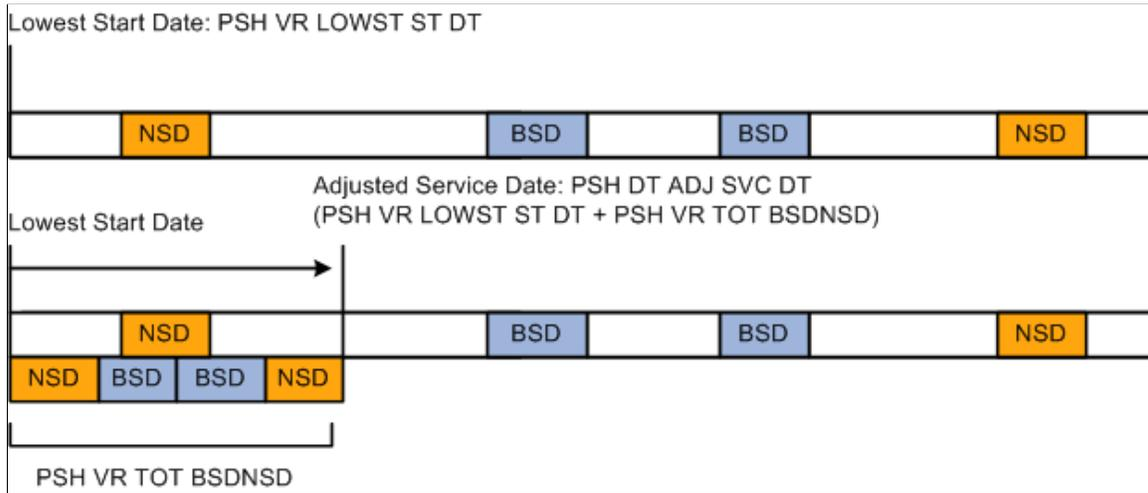 Lowest Start Date: PSH VR LOWST ST DT
NSD BSD BSD NSD
Adjusted Service Date: PSH DT ADJ SVC DT
(PSH VR LOWST ST DT + PSH VR TOT BSDNSD)
Lowest Start Date
NSD BSD BSD NSD
NSD BSD BSD NSD
PSH VR TOT BSDNSD